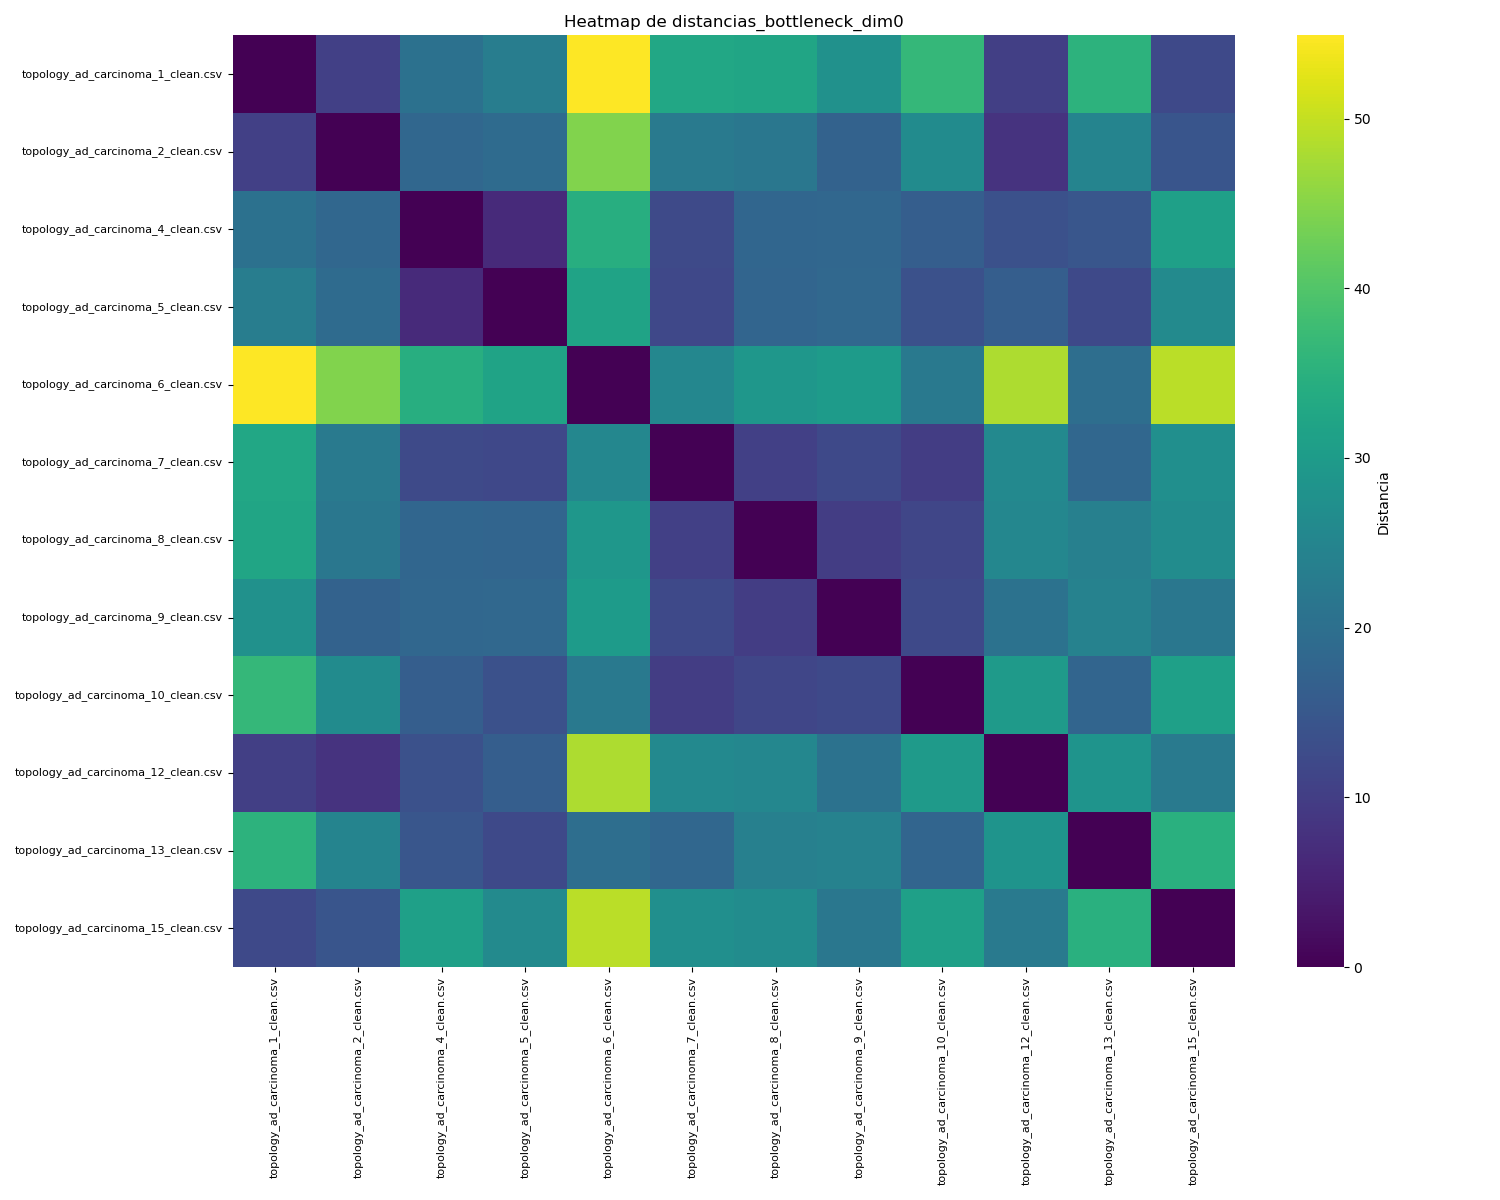 Heatmap de distancias_bottleneck_dim0
topology_ad_carcinoma_1_clean.csv
topology_ad_carcinoma_2_clean.csv
topology_ad_carcinoma_4_clean.csv
topology_ad_carcinoma_5_clean.csv
topology_ad_carcinoma_6_clean.csv
topology_ad_carcinoma_7_clean.csv
topology_ad_carcinoma_8_clean.csv
topology_ad_carcinoma_9_clean.csv
topology_ad_carcinoma_10_clean.csv
topology_ad_carcinoma_12_clean.csv
topology_ad_carcinoma_13_clean.csv
topology_ad_carcinoma_15_clean.csv
topology_ad_carcinoma_1_clean.csv
topology_ad_carcinoma_2_clean.csv
topology_ad_carcinoma_4_clean.csv
topology_ad_carcinoma_5_clean.csv
topology_ad_carcinoma_6_clean.csv
topology_ad_carcinoma_7_clean.csv
topology_ad_carcinoma_8_clean.csv
topology_ad_carcinoma_9_clean.csv
topology_ad_carcinoma_10_clean.csv
topology_ad_carcinoma_12_clean.csv
topology_ad_carcinoma_13_clean.csv
topology_ad_carcinoma_15_clean.csv
50
40
30
20
10
0
Distancia